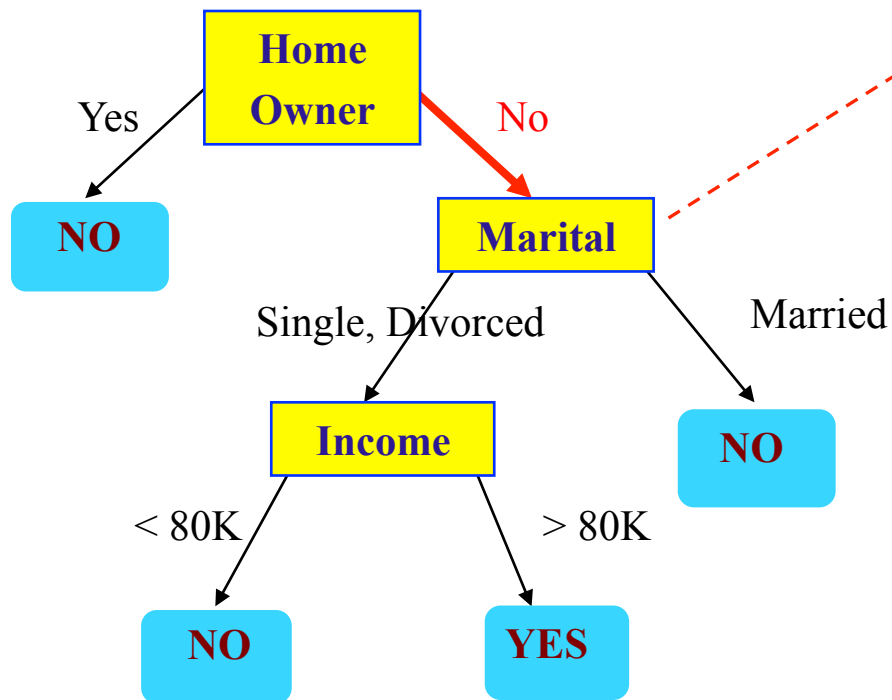 Home
Owner
Yes
No
NO
Marital
Single, Divorced
Married
Income
NO
< 80K
> 80K
NO
YES